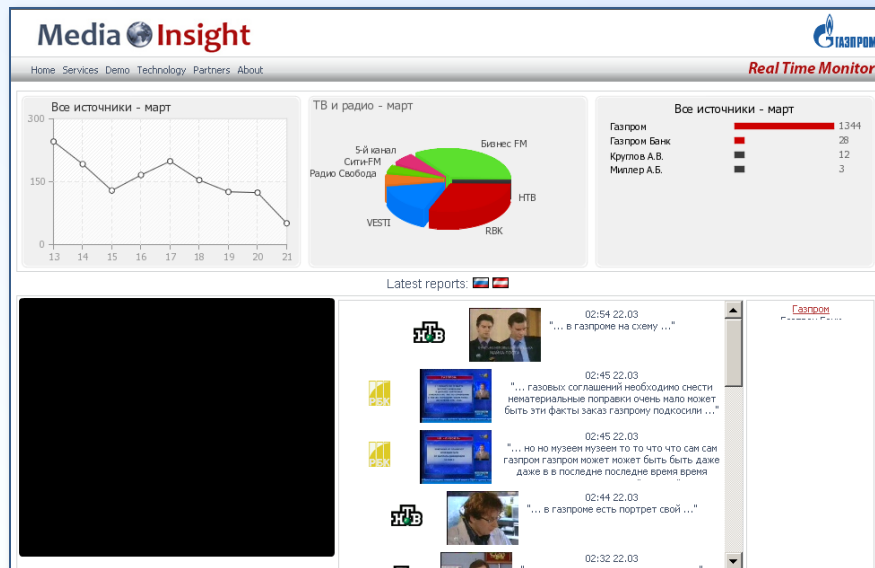 Media Insight
ГАЗПРОМ
Home Services Demo Technology Partners About
Real Time Monitor
Все источники - март
300
150
0
13 14 15 16 17 18 19 20 21
ТВ и радио - март
Бизнес FM
5-й канал
Сити-FM
Радио Свобода
НТВ
VESTI
RBK
Все источники - март
Газпром 1344
Газпром Банк 28
Круглов А.В. 12
Миллер А.Б. 3
Latest reports:
Газпром
НТВ
02:54 22.03
"... в газпроме на схему ..."
РБК
02:45 22.03
"... газовых соглашений необходимо снести
нематериальные поправки очень мало может
быть эти факты заказ газпрому подкосили ..."
РБК
02:45 22.03
"... но но музеем музеем то то что что сам сам
газпром газпром может может быть быть даже
даже в в последне последне время время
НТВ
02:44 22.03
"... в газпроме есть портрет свой ..."
02:32 22.03